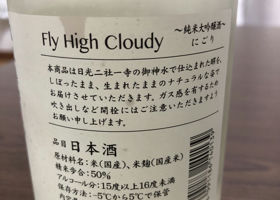 〜純米大吟醸酒〜
Fly High Cloudy にごり
本商品は日光二社一寺の御神水で仕込まれた醪を、
しぼったまま、生まれたままのナチュラルな姿で
お届けさせていただきます。ガス感を有するため
吹き出しなど開栓にはご注意いただきますよう
お願い申し上げます。
品目 日本酒
原材料名:米(国産)、米麹(国産米)
精米歩合:50%
アルコール分:15度以上16度未満
保存方法:-5℃から5℃で保管